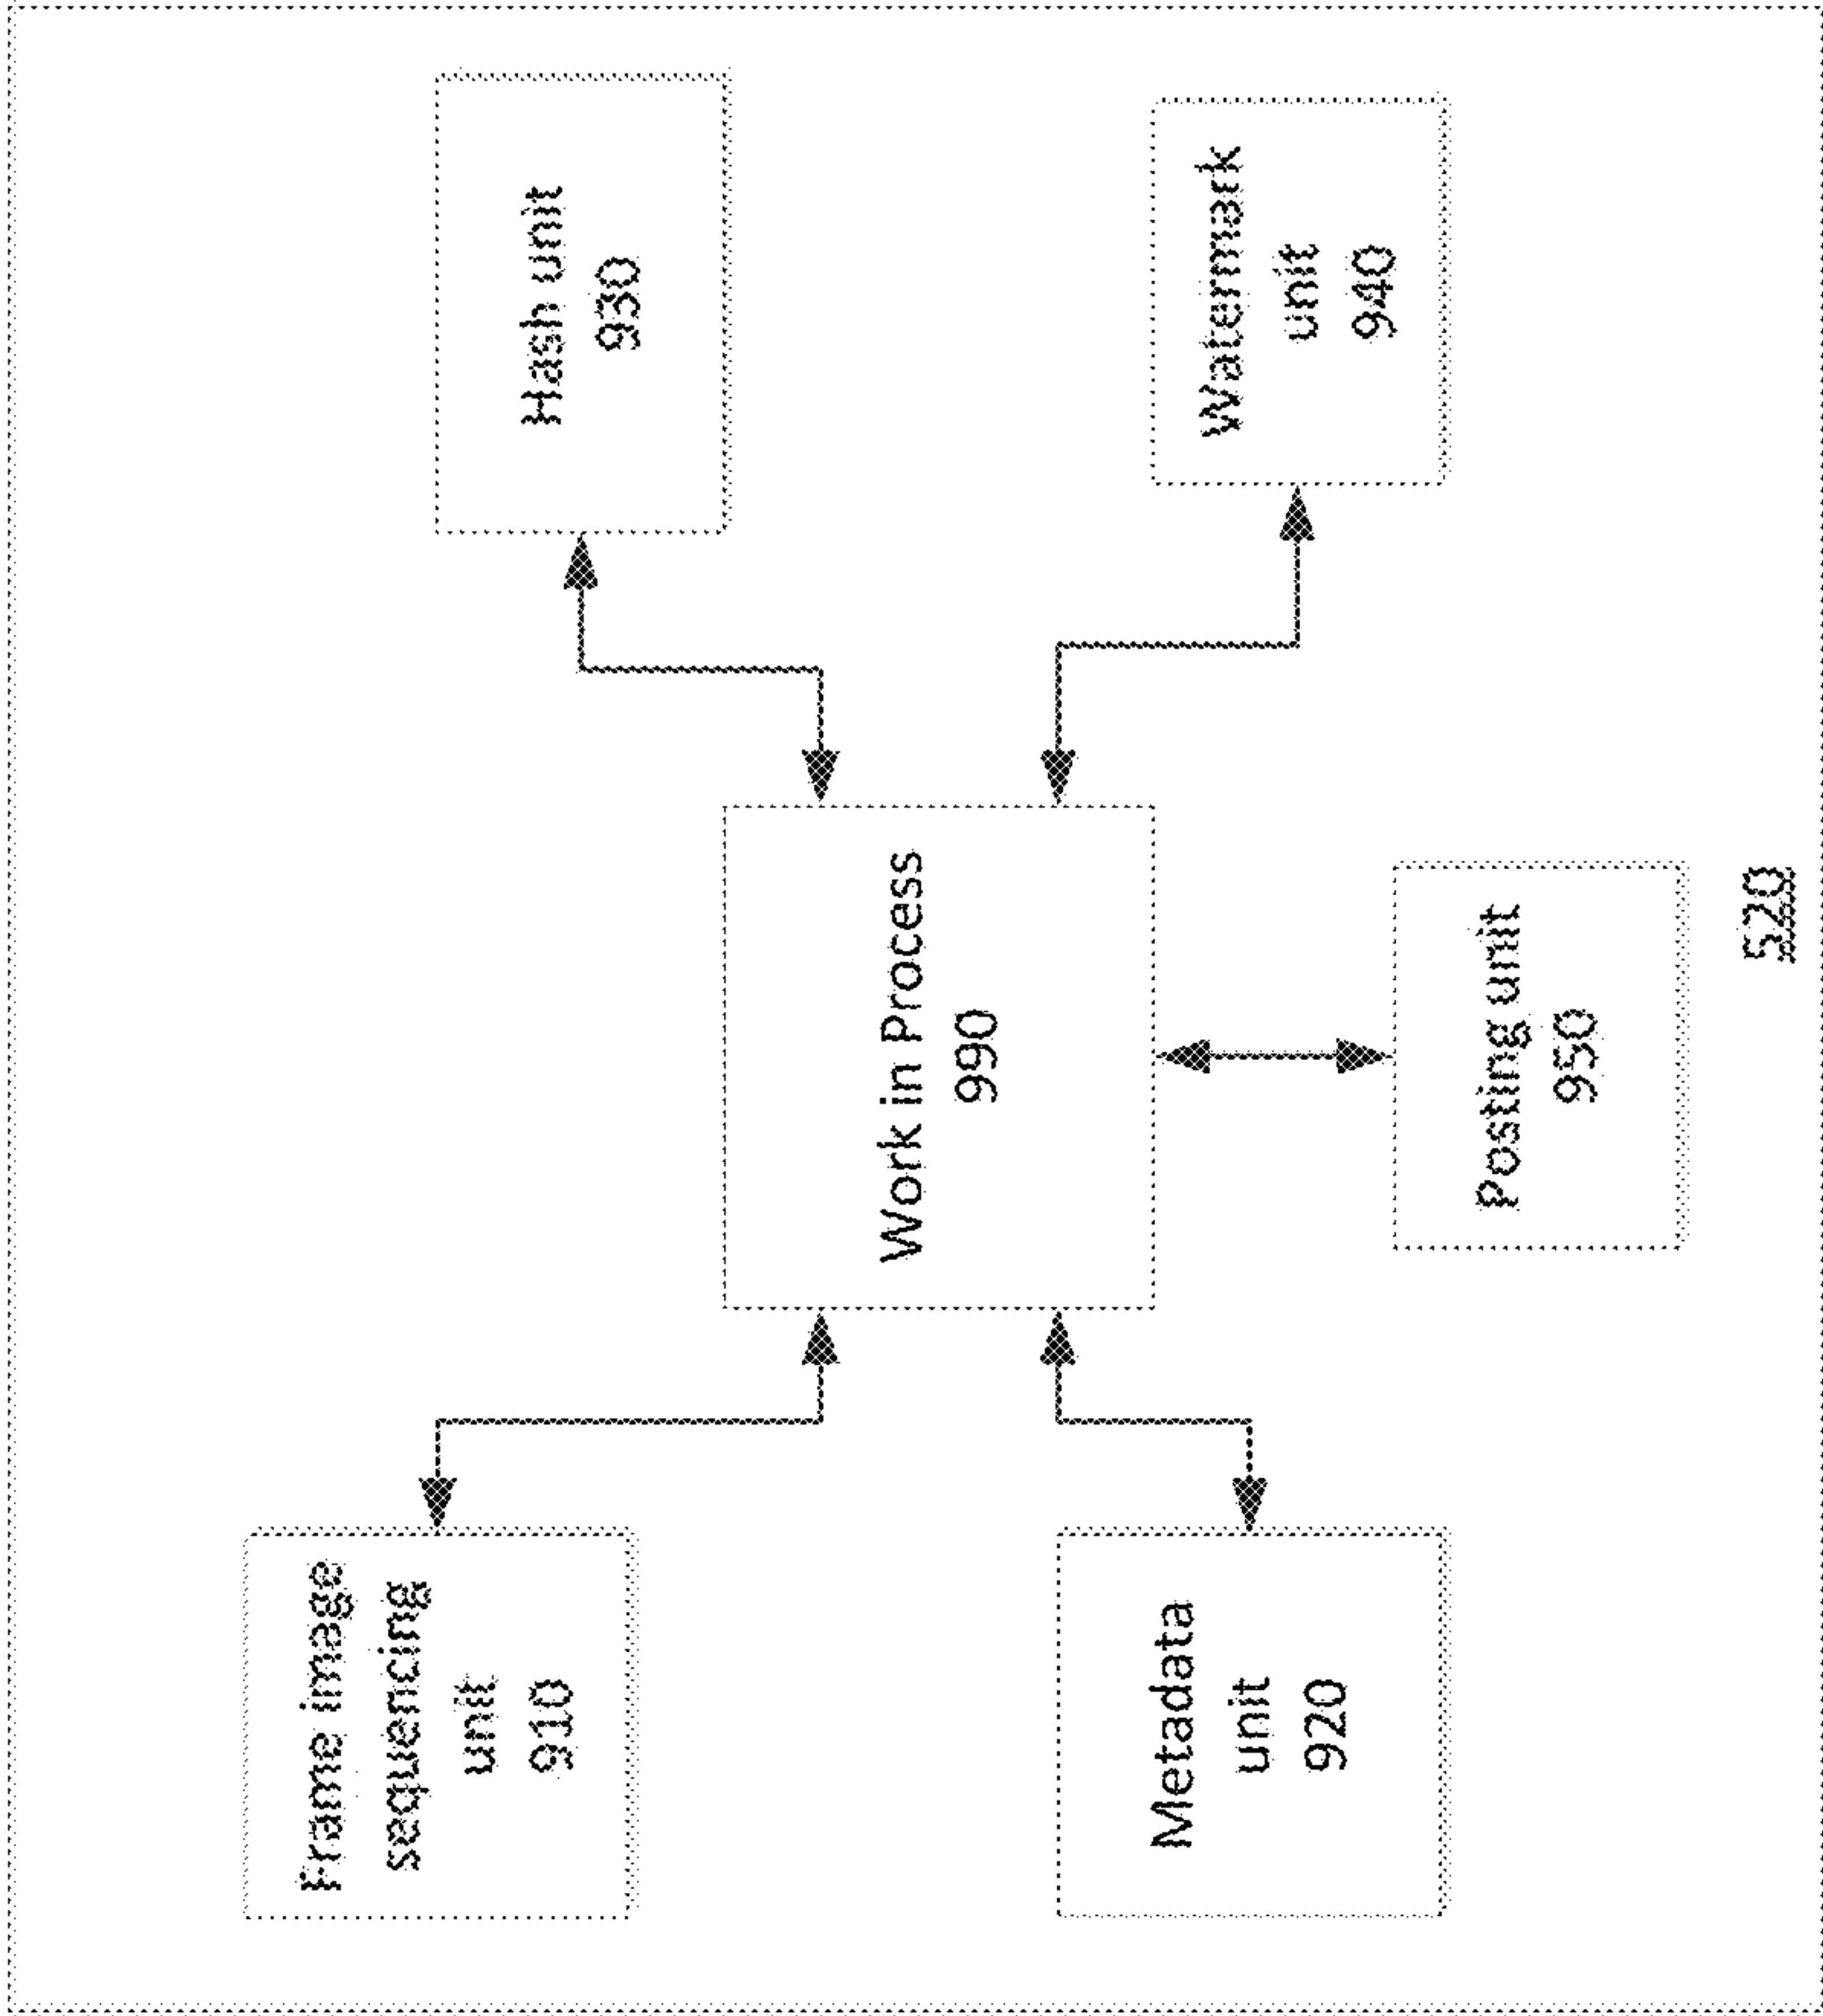 Frame image
sequencing
unit
910
Hash unit
930
Work in Process
990
Metadata
unit
920
Watermark
unit
940
Posting unit
950
520